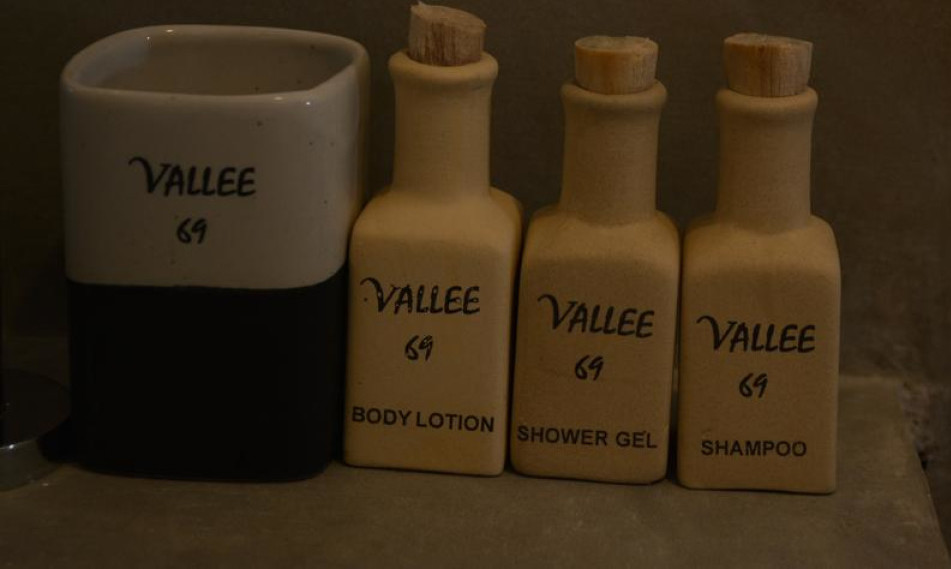 VALLEE
69
VALLEE
69
BODY LOTION
VALLEE
69
SHOWER GEL
VALLEE
69
SHAMPOO